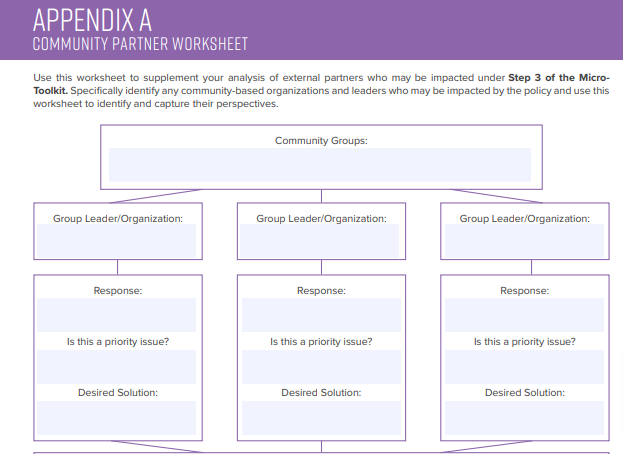 APPENDIX A
COMMUNITY PARTNER WORKSHEET
Use this worksheet to supplement your analysis of external partners who may be impacted under Step 3 of the Micro-
Toolkit. Specifically identify any community-based organizations and leaders who may be impacted by the policy and use this
worksheet to identify and capture their perspectives.
Community Groups:
Group Leader/Organization:
Group Leader/Organization:
Group Leader/Organization:
Response:
Response:
Response:
Is this a priority issue?
Is this a priority issue?
Is this a priority issue?
Desired Solution:
Desired Solution:
Desired Solution: